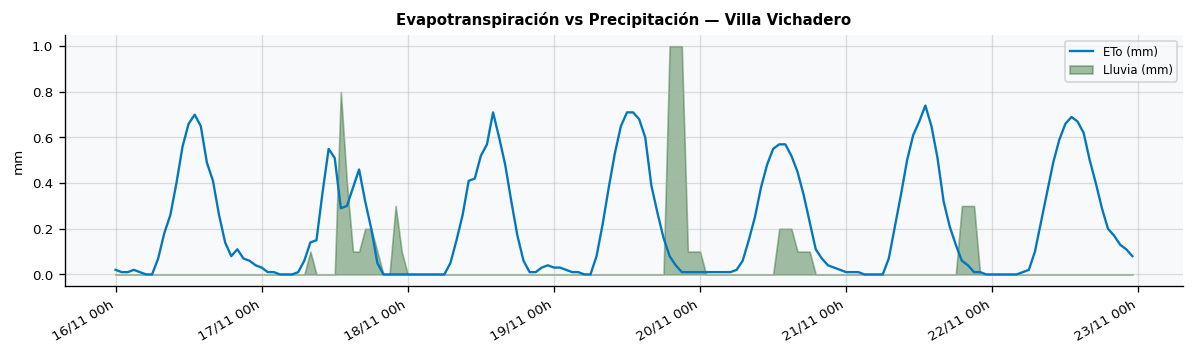 Evapotranspiración vs Precipitación — Villa Vichadero
ETo (mm)
Lluvia (mm)
mm
1.0
0.8
0.6
0.4
0.2
0.0
16/11 00h
17/11 00h
18/11 00h
19/11 00h
20/11 00h
21/11 00h
22/11 00h
23/11 00h